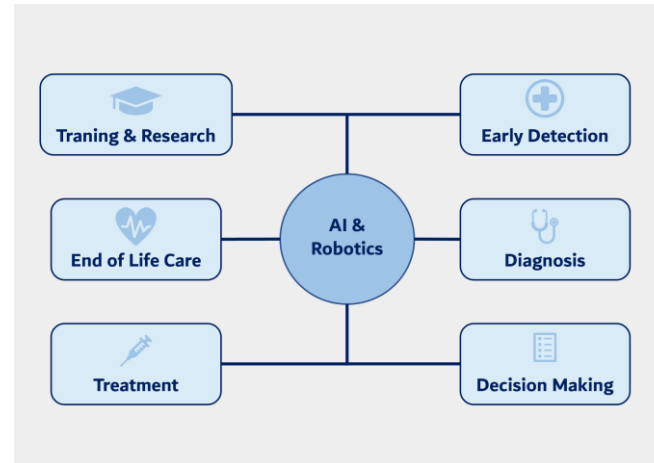 Traning & Research
Early Detection
End of Life Care
AI &
Robotics
Diagnosis
Treatment
Decision Making